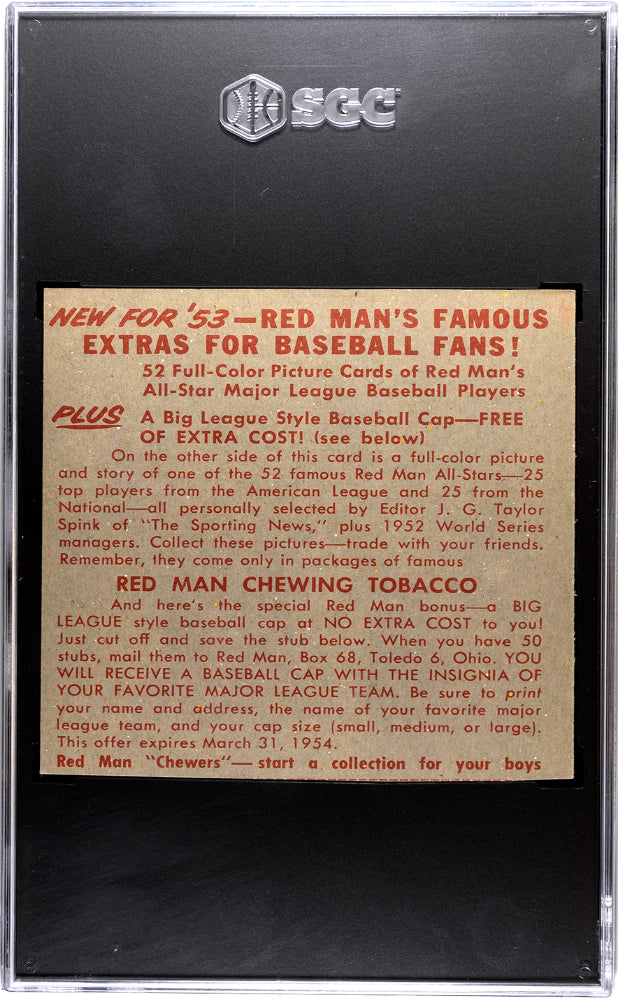 SGC
NEW FOR '53—RED MAN'S FAMOUS
EXTRAS FOR BASEBALL FANS!
52 Full-Color Picture Cards of Red Man's
All-Star Major League Baseball Players
PLUS A Big League Style Baseball Cap—FREE
OF EXTRA COST! (see below)
On the other side of this card is a full-color picture
and story of one of the 52 famous Red Man All-Stars,—25
top players from the American League and 25 from the
National—all personally selected by Editor J. G. Taylor
Spink of "The Sporting News," plus 1952 World Series
managers. Collect these pictures—trade with your friends.
Remember, they come only in packages of famous
RED MAN CHEWING TOBACCO
And here's the special Red Man bonus—a BIG
LEAGUE style baseball cap at NO EXTRA COST to you!
Just cut off and save the stub below. When you have 50
stubs, mail them to Red Man, Box 68, Toledo 6, Ohio. YOU
WILL RECEIVE A BASEBALL CAP WITH THE INSIGNIA OF
YOUR FAVORITE MAJOR LEAGUE TEAM. Be sure to print
your name and address, the name of your favorite major
league team, and your cap size (small, medium, or large).
This offer expires March 31, 1954.
Red Man "Chewers"—start a collection for your boys